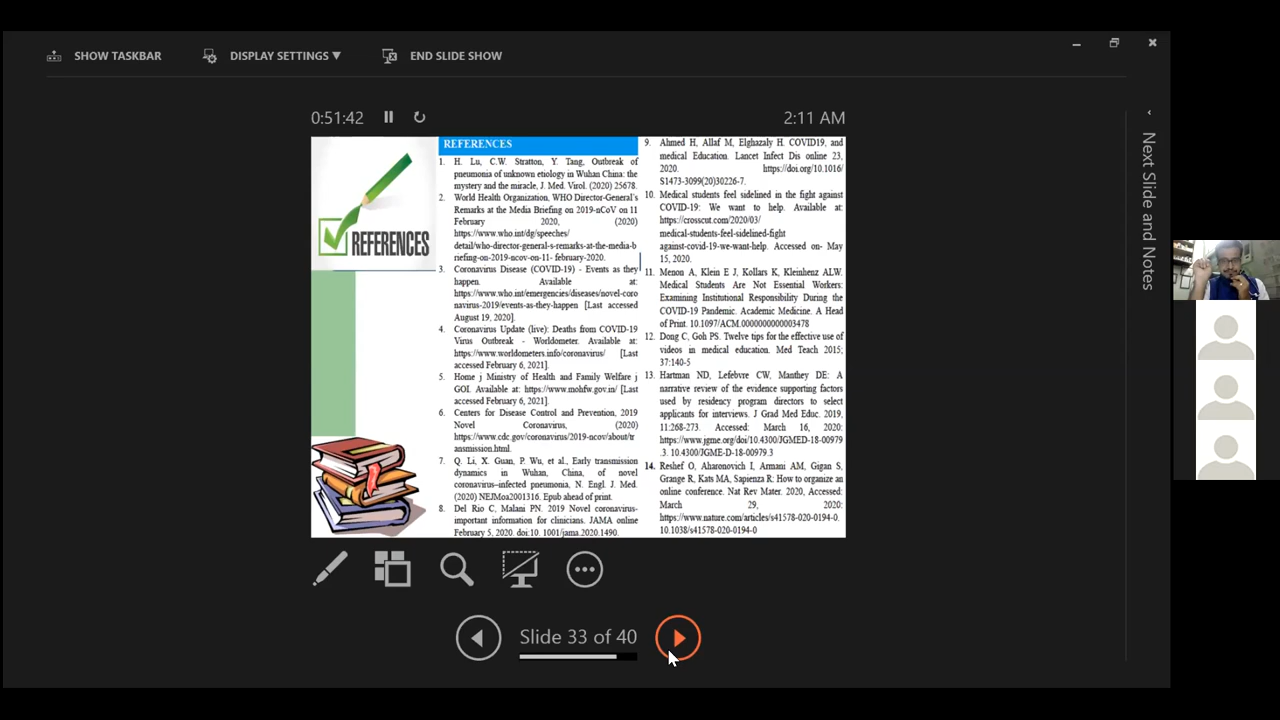 SHOW TASKBAR
DISPLAY SETTINGS ▼
END SLIDE SHOW
0:51:42
2:11 AM
REFERENCES
REFERENCES
1. H. Lu, C.W. Stratton, Y. Tang, Outbreak of
pneumonia of unknown etiology in Wuhan China: the
mystery and the miracle, J. Med. Virol. (2020) 25678.
2. World Health Organization, WHO Director-General's
Remarks at the Media Briefing on 2019-nCoV on 11
February 2020, (2020)
https://www.who.int/dg/speeches/
detail/who-director-general-s-remarks-at-the-media-b
riefing-on-2019-ncov-on-11- february-2020.
3. Coronavirus Disease (COVID-19) - Events as they
happen. Available at:
https://www.who.int/emergencies/diseases/novel-coro
navirus-2019/events-as-they-happen [Last accessed
August 19, 2020].
4. Coronavirus Update (live): Deaths from COVID-19
Virus Outbreak - Worldometer. Available at:
https://www.worldometers.info/coronavirus/ [Last
accessed February 6, 2021].
5. Home j Ministry of Health and Family Welfare j
GOI. Available at: https://www.mohfw.gov.in/ [Last
accessed February 6, 2021].
6. Centers for Disease Control and Prevention, 2019
Novel Coronavirus, (2020)
https://www.cdc.gov/coronavirus/2019-ncov/about/tr
ansmission.html.
7. Q. Li, X. Guan, P. Wu, et al., Early transmission
dynamics in Wuhan, China, of novel
coronavirus–infected pneumonia, N. Engl. J. Med.
(2020) NEJMoa2001316. Epub ahead of print.
8. Del Rio C, Malani PN. 2019 Novel coronavirus-
important information for clinicians. JAMA online
February 5, 2020. doi:10. 1001/jama.2020.1490.
9. Ahmed H, Allaf M, Elghazaly H. COVID19, and
medical Education. Lancet Infect Dis online 23,
2020. https://doi.org/10.1016/
S1473-3099(20)30226-7.
10. Medical students feel sidelined in the fight against
COVID-19: We want to help. Available at:
https://crosscut.com/2020/03/
medical-students-feel-sidelined-fight
against-covid-19-we-want-help. Accessed on- May
15, 2020.
11. Menon A, Klein E J, Kollars K, Kleinhenz ALW.
Medical Students Are Not Essential Workers:
Examining Institutional Responsibility During the
COVID-19 Pandemic. Academic Medicine. A Head
of Print. 10.1097/ACM.0000000000003478
12. Dong C, Goh PS. Twelve tips for the effective use of
videos in medical education. Med Teach 2015;
37:140-5
13. Hartman ND, Lefebvre CW, Manthey DE: A
narrative review of the evidence supporting factors
used by residency program directors to select
applicants for interviews. J Grad Med Educ. 2019,
11:268-273. Accessed: March 16, 2020:
https://www.jgme.org/doi/10.4300/JGMED-18-00979
.3. 10.4300/JGME-D-18-00979.3
14. Reshef O, Aharonovich I, Armani AM, Gigan S,
Grange R, Kats MA, Sapienza R: How to organize an
online conference. Nat Rev Mater. 2020, Accessed:
March 29, 2020:
https://www.nature.com/articles/s41578-020-0194-0.
10.1038/s41578-020-0194-0
Slide 33 of 40
Next Slide and Notes